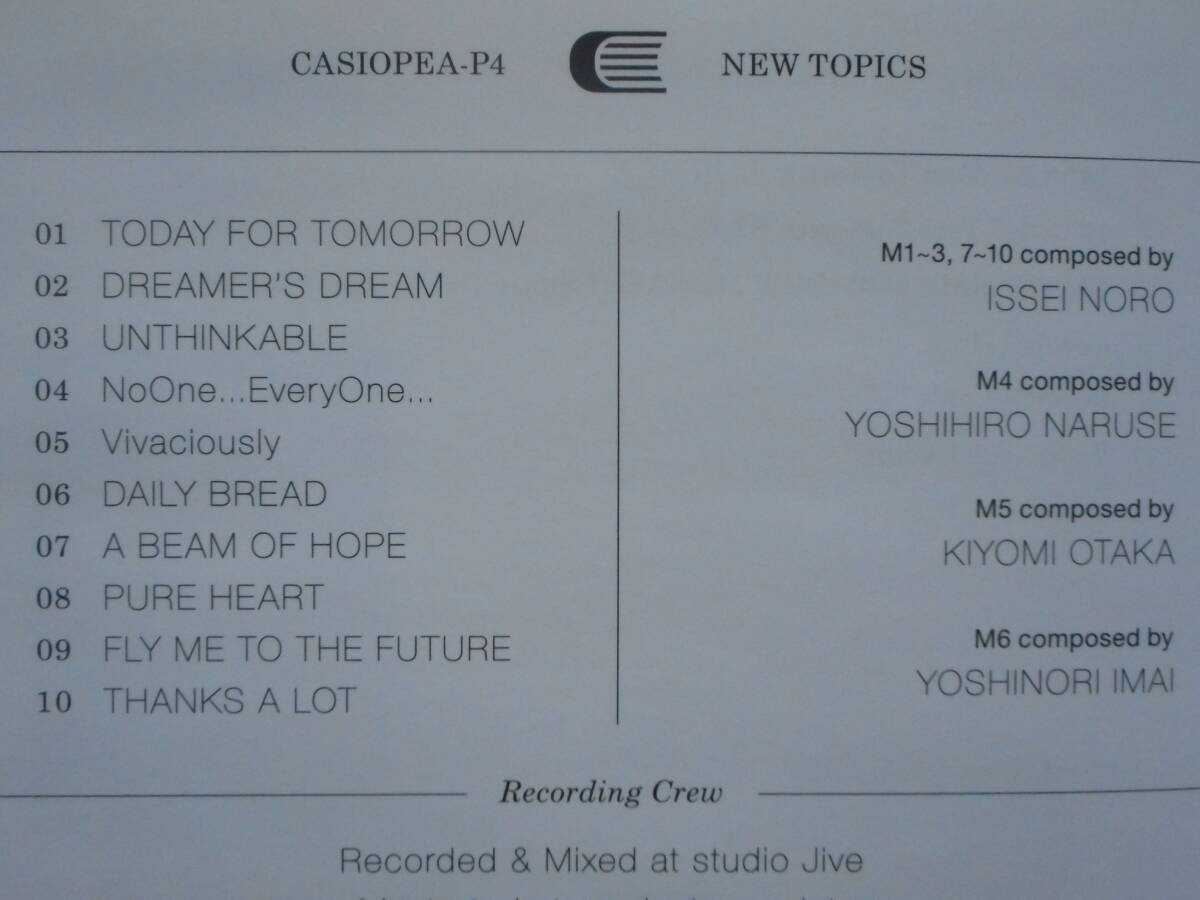 CASIOPEA-P4 NEW TOPICS
01 TODAY FOR TOMORROW
02 DREAMER'S DREAM
03 UNTHINKABLE
04 NoOne...EveryOne...
05 Vivaciously
06 DAILY BREAD
07 A BEAM OF HOPE
08 PURE HEART
09 FLY ME TO THE FUTURE
10 THANKS A LOT
M1~3, 7~10 composed by
ISSEI NORO
M4 composed by
YOSHIHIRO NARUSE
M5 composed by
KIYOMI OTAKA
M6 composed by
YOSHINORI IMAI
Recording Crew
Recorded & Mixed at studio Jive